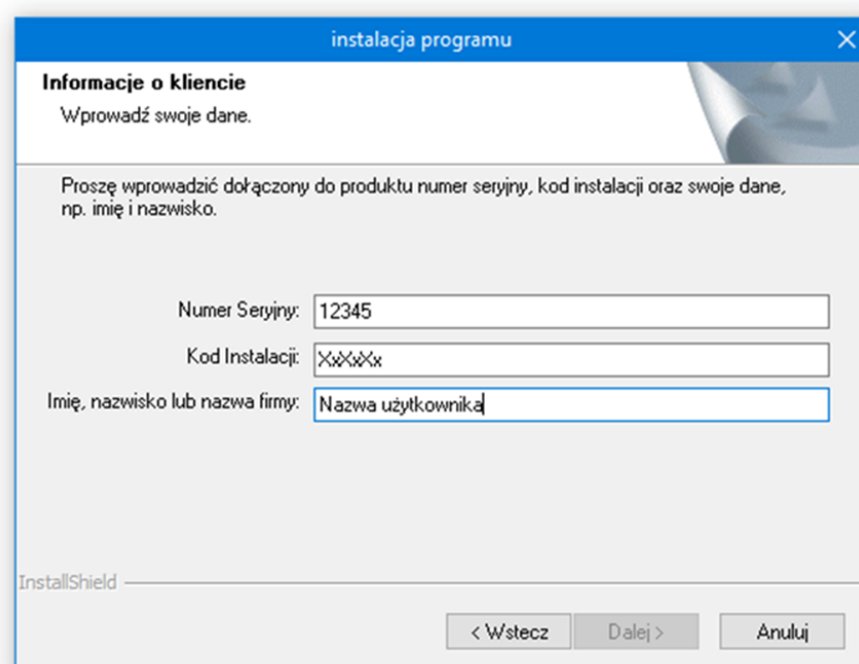 instalacja programu
Informacje o kliencie
Wprowadź swoje dane.
Proszę wprowadzić dołączony do produktu numer seryjny, kod instalacji oraz swoje dane,
np. imię i nazwisko.
Numer Seryjny: 12345
Kod Instalacji: XxXxXx
Imię, nazwisko lub nazwa firmy: Nazwa użytkownika
InstallShield
< Wstecz Dalej > Anuluj